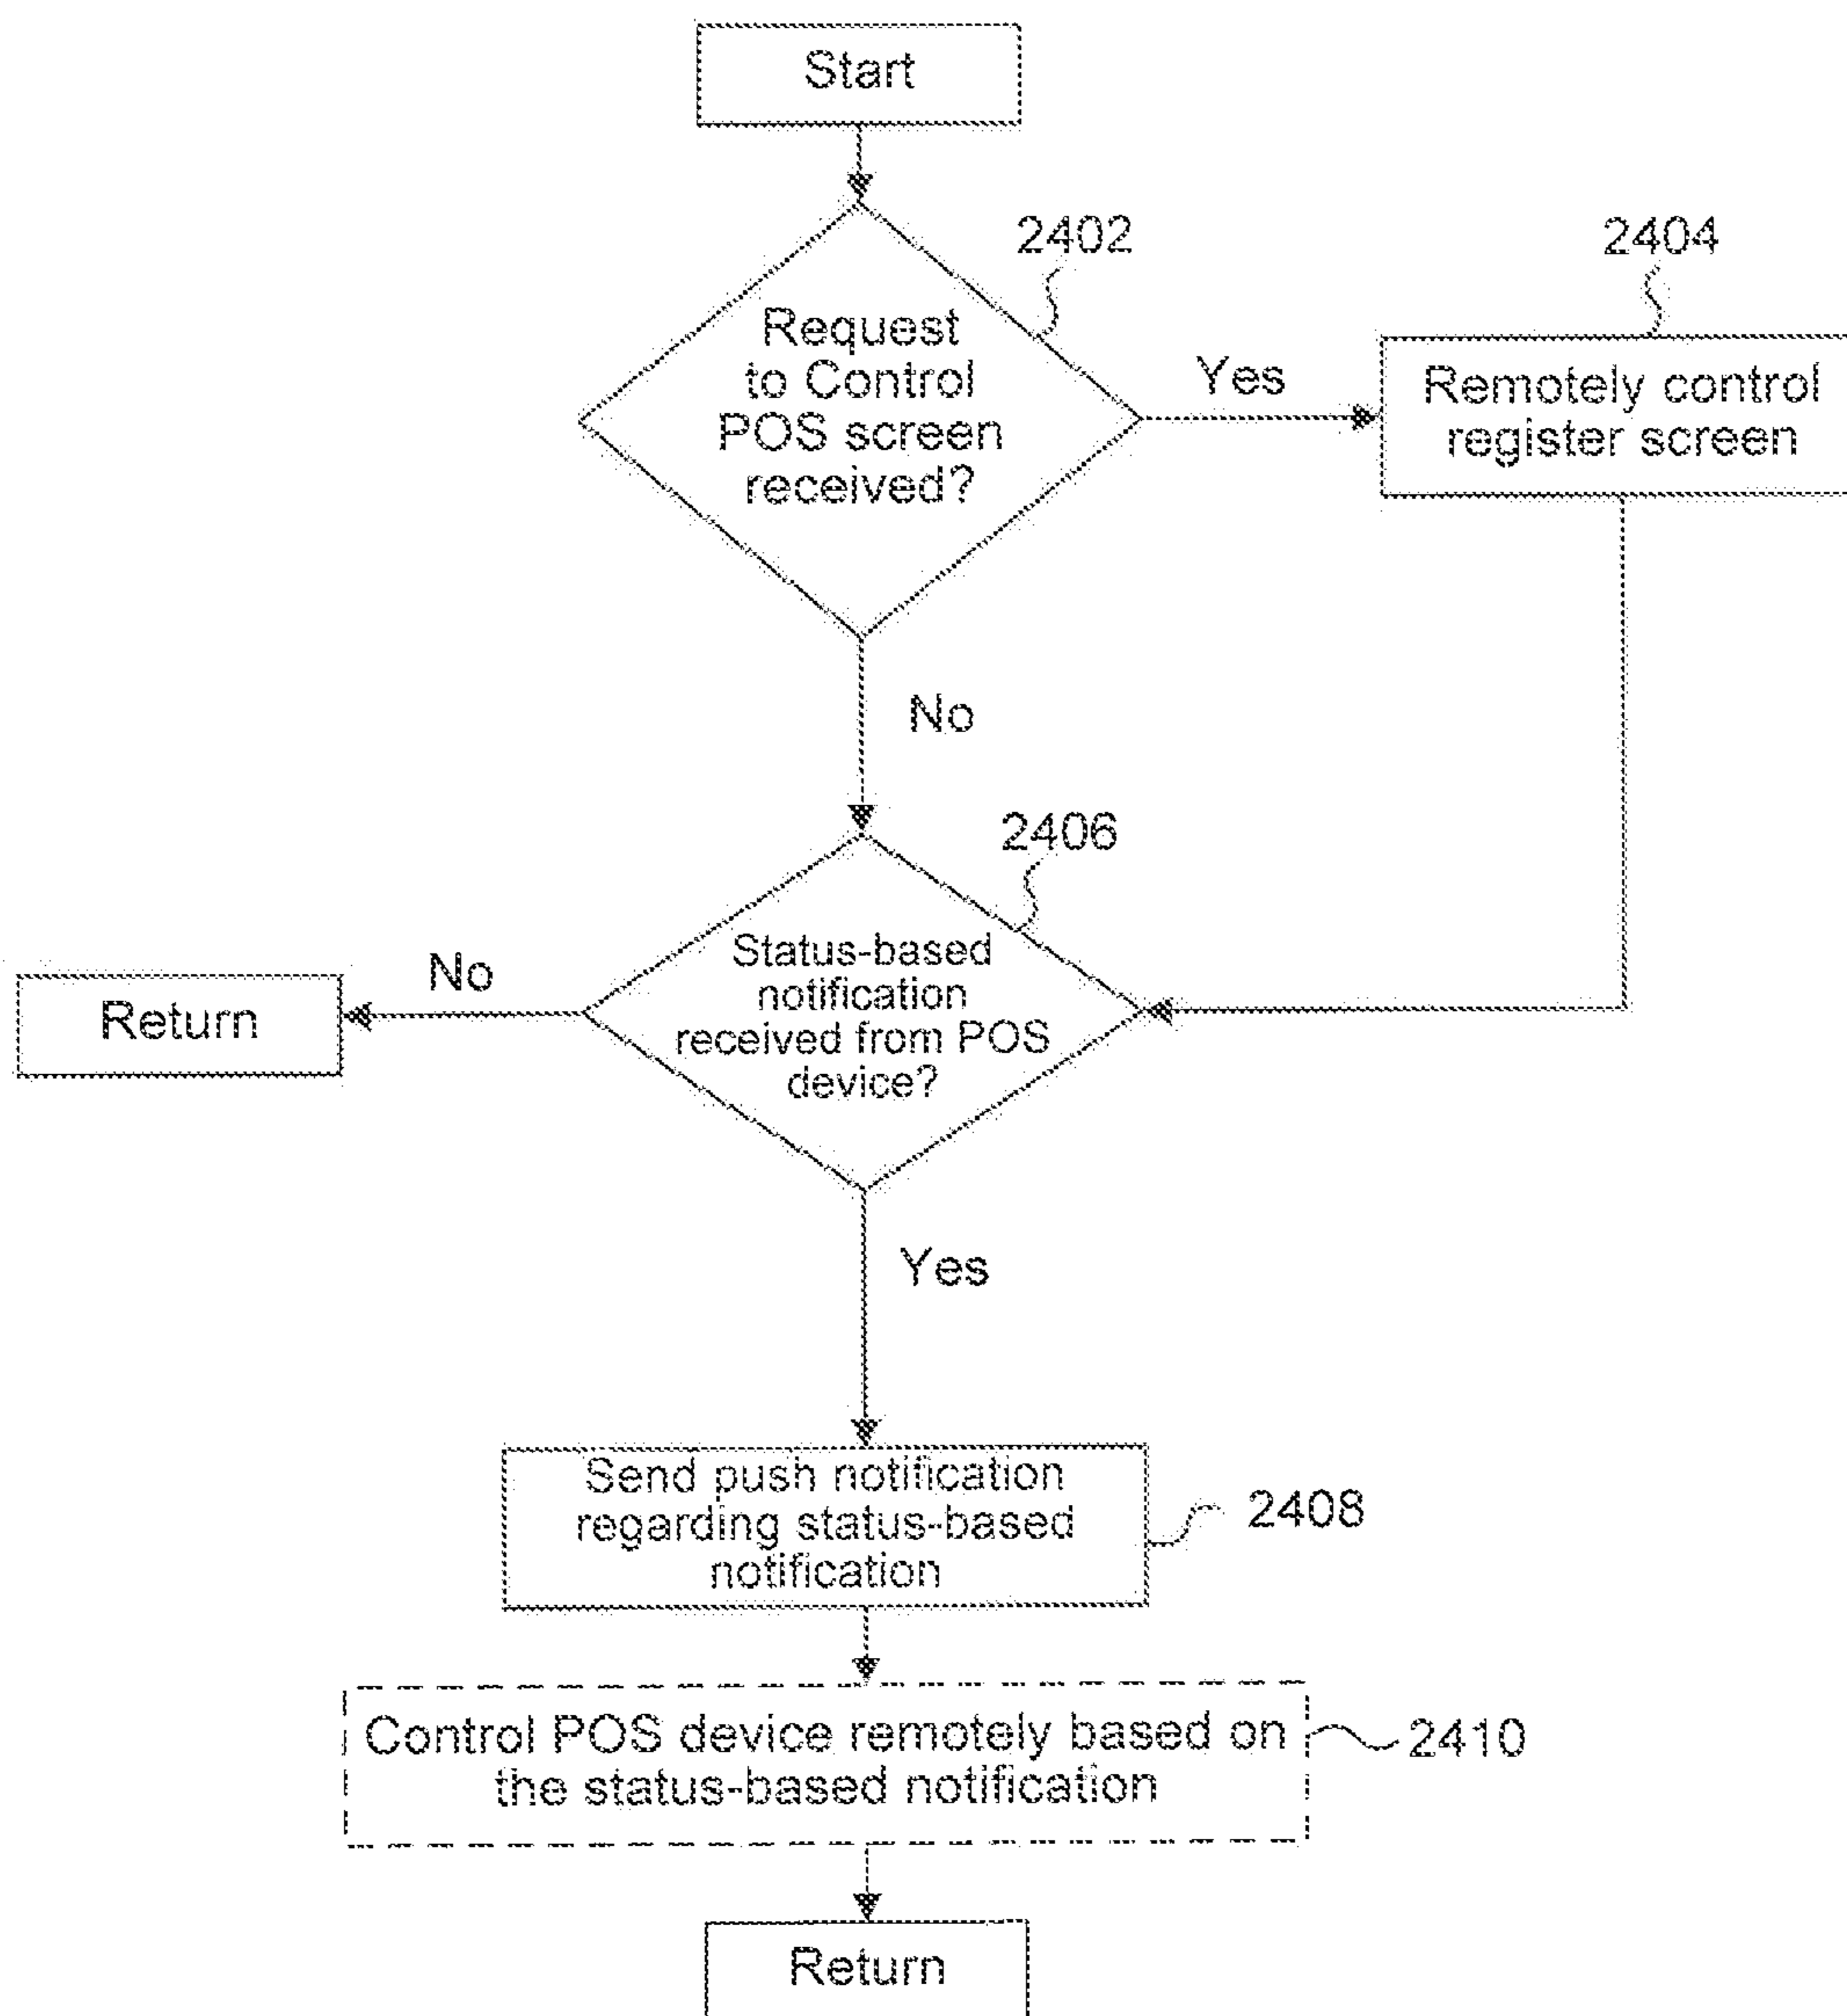 Start
2402
Request
to Control
POS screen
received?
Yes
2404
Remotely control
register screen
No
2406
Status-based
notification
received from POS
device?
No
Return
Yes
Send push notification
regarding status-based
notification
2408
Control POS device remotely based on
the status-based notification
2410
Return